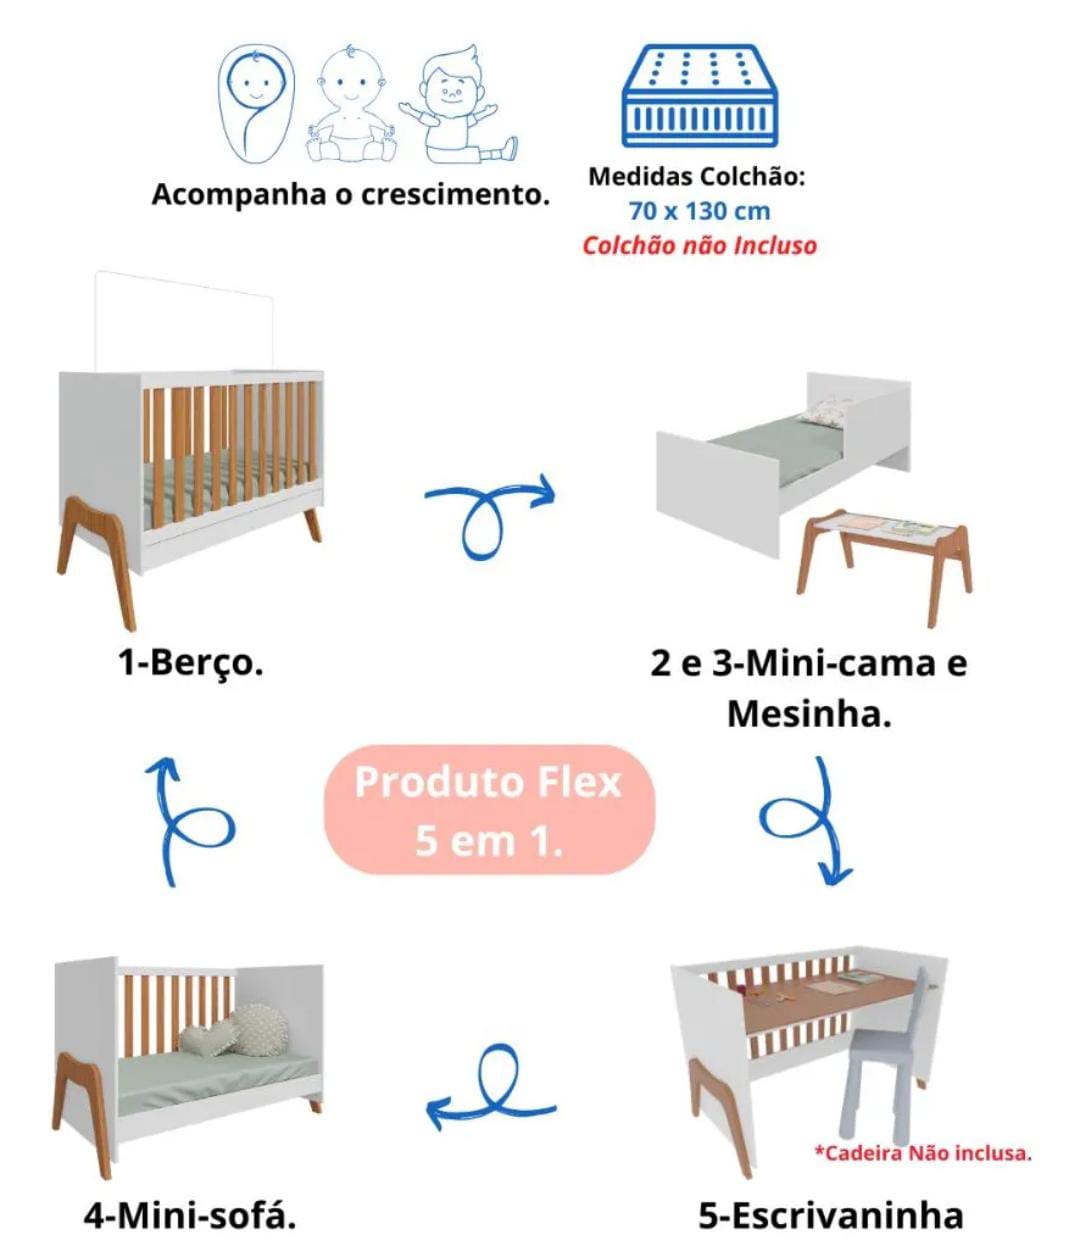 Acompanha o crescimento.
Medidas Colchão:
70 x 130 cm
Colchão não Incluso
1-Berço.
2 e 3-Mini-cama e
Mesinha.
Produto Flex
5 em 1.
*Cadeira Não inclusa.
4-Mini-sofá.
5-Escrivaninha